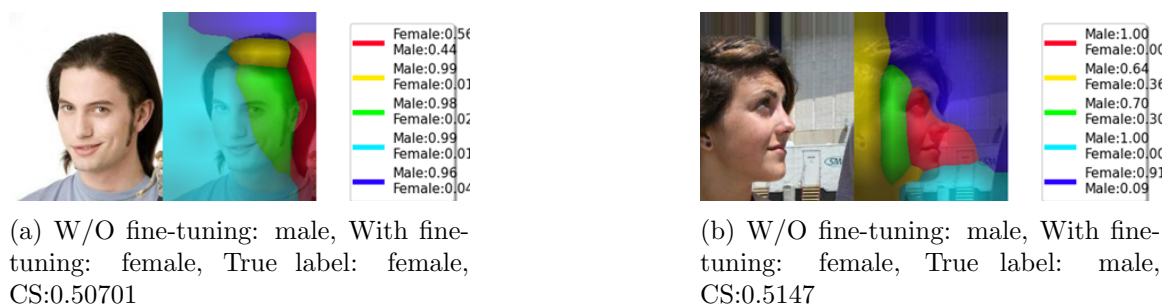 Female:0.56
Male:0.44
Male:0.99
Female:0.01
Male:0.98
Female:0.02
Male:0.99
Female:0.01
Male:0.96
Female:0.04
(a) W/O fine-tuning: male, With fine-
tuning: female, True label: female,
CS:0.50701
Male:1.00
Female:0.00
Male:0.64
Female:0.36
Male:0.70
Female:0.30
Male:1.00
Female:0.00
Female:0.91
Male:0.09
SM
(b) W/O fine-tuning: male, With fine-
tuning: female, True label: male,
CS:0.5147